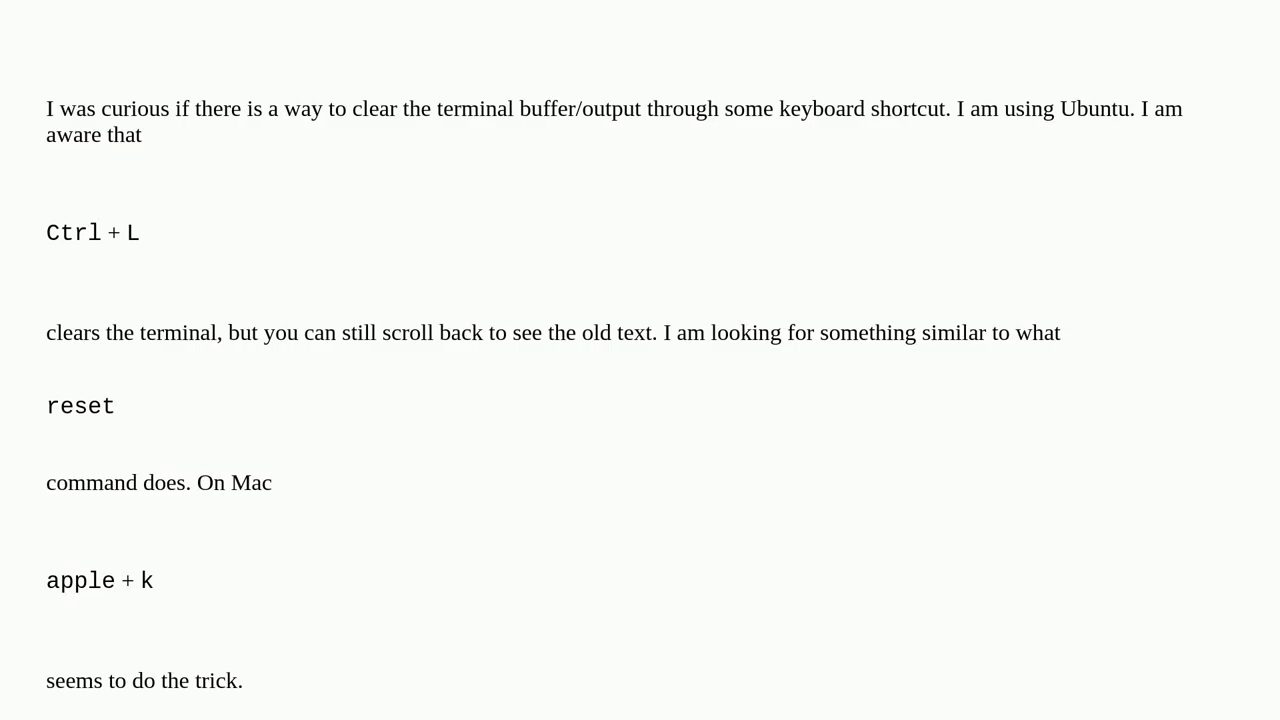 I was curious if there is a way to clear the terminal buffer/output through some keyboard shortcut. I am using Ubuntu. I am
aware that
Ctrl + L
clears the terminal, but you can still scroll back to see the old text. I am looking for something similar to what
reset
command does. On Mac
apple + k
seems to do the trick.